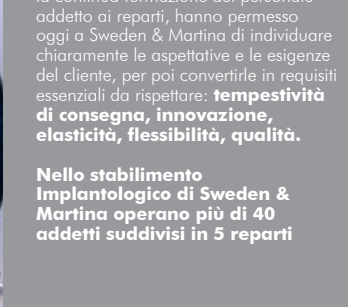 la continua formazione del personale
addetto ai reparti, hanno permesso
oggi a Sweden & Martina di individuare
chiaramente le aspettative e le esigenze
del cliente, per poi convertirle in requisiti
essenziali da rispettare: tempestività
di consegna, innovazione,
elasticità, flessibilità, qualità.
Nello stabilimento
Implantologico di Sweden &
Martina operano più di 40
addetti suddivisi in 5 reparti